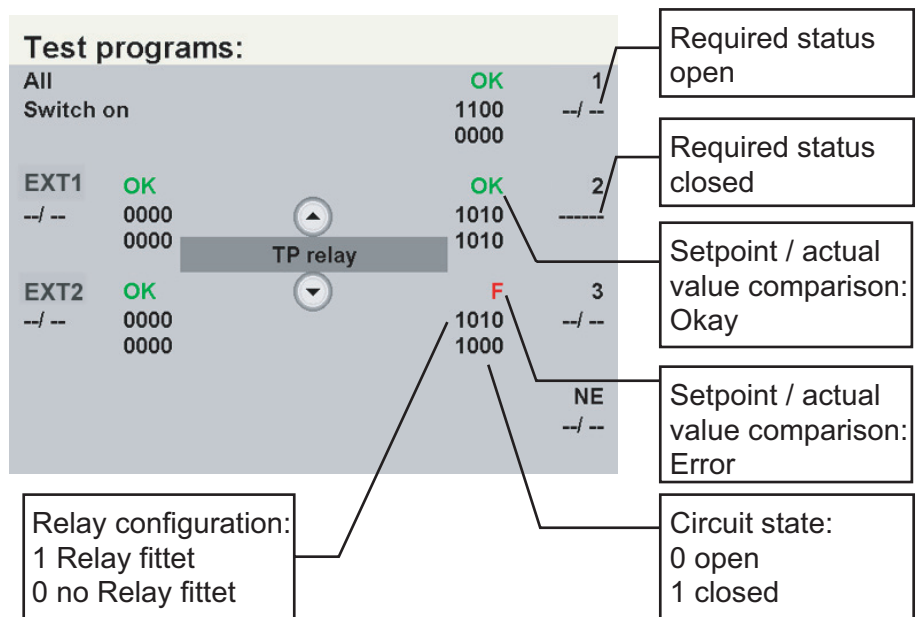 Test programs:
All OK 1
Switch on 1100 --/ --
0000
EXT1 OK OK 2
--/ -- 0000 1010 ------
0000 1010
TP relay
EXT2 OK F 3
--/ -- 0000 1010 --/ --
0000 1000
NE
--/ --
Required status
open
Required status
closed
Setpoint / actual
value comparison:
Okay
Setpoint / actual
value comparison:
Error
Relay configuration:
1 Relay fittet
0 no Relay fittet
Circuit state:
0 open
1 closed